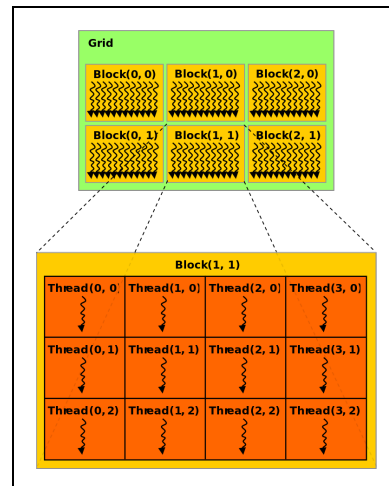 Grid
Block(0, 0) Block(1, 0) Block(2, 0)
Block(0, 1) Block(1, 1) Block(2, 1)
Block(1, 1)
Thread(0, 0) Thread(1, 0) Thread(2, 0) Thread(3, 0)
Thread(0, 1) Thread(1, 1) Thread(2, 1) Thread(3, 1)
Thread(0, 2) Thread(1, 2) Thread(2, 2) Thread(3, 2)